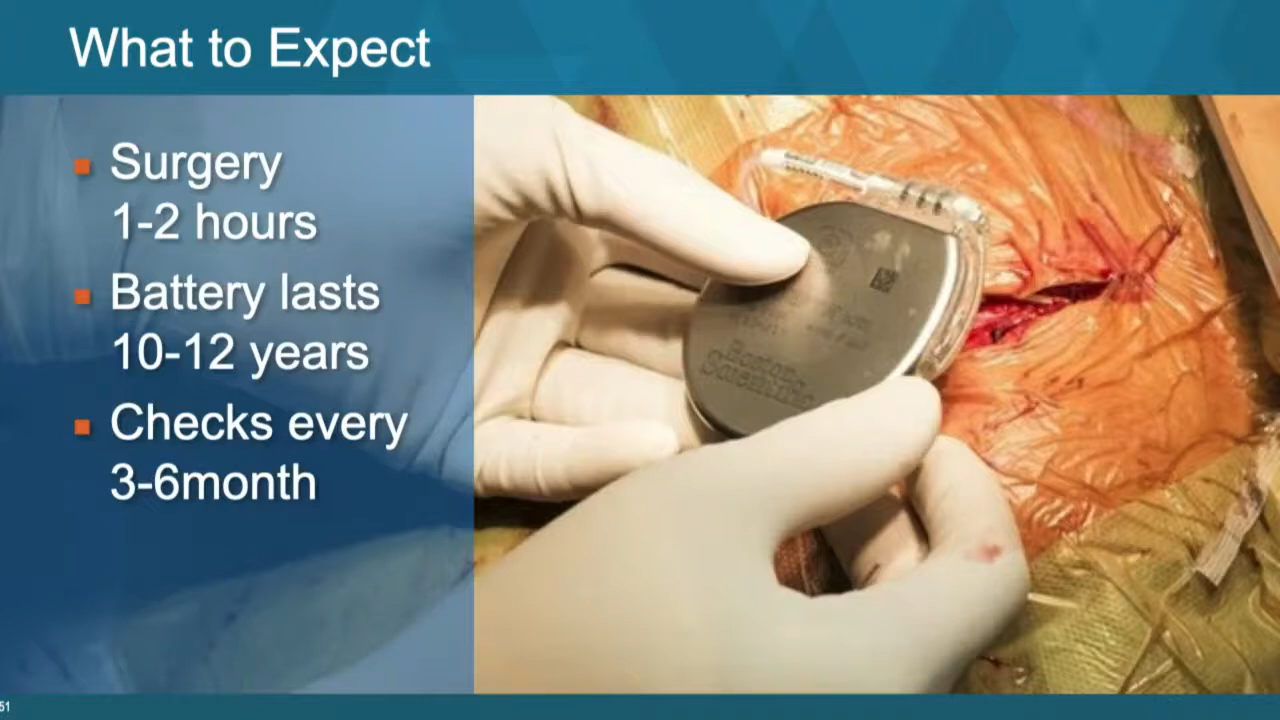 What to Expect
Surgery
1-2 hours
Battery lasts
10-12 years
Checks every
3-6month
Boston
Scientific
51